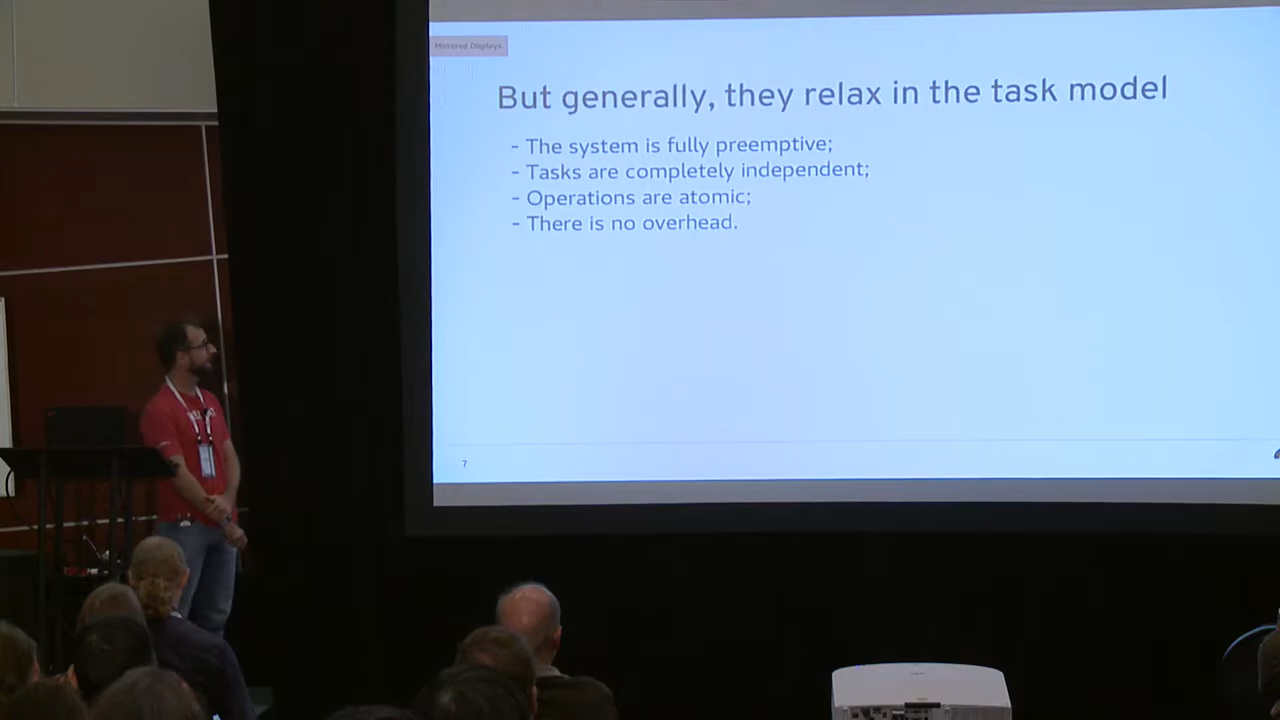 Mirrored Displays
But generally, they relax in the task model
- The system is fully preemptive;
- Tasks are completely independent;
- Operations are atomic;
- There is no overhead.
7